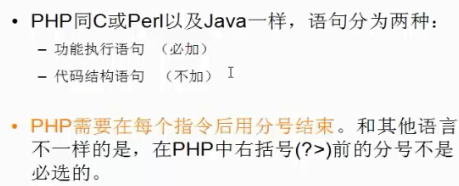 • PHP同C或Perl以及Java一样，语句分为两种：
– 功能执行语句 （必加）
– 代码结构语句 （不加）
• PHP需要在每个指令后用分号结束。和其他语言
不一样的是，在PHP中右括号(?>)前的分号不是
必选的。